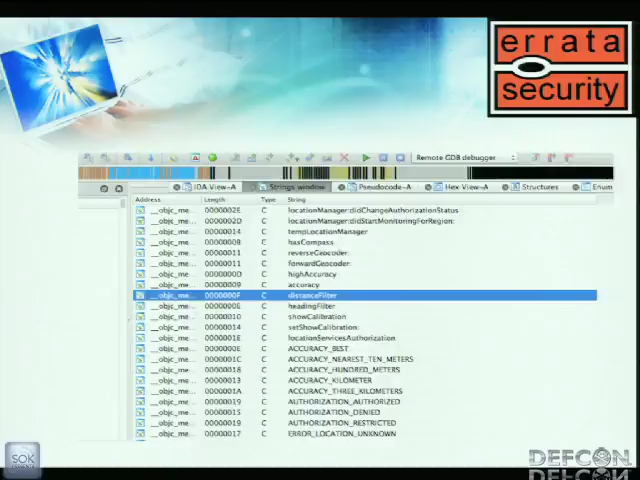 errata
security
Remote GDB debugger
IDA View-A Strings window Pseudocode-A Hex View-A Structures Enum
Address Length Type String
__objc_me... 0000002E C locationManager:didChangeAuthorizationStatus
__objc_me... 0000002D C locationManager:didStartMonitoringForRegion:
__objc_me... 00000014 C tempLocationManager
__objc_me... 0000000B C hasCompass
__objc_me... 00000011 C reverseGeocoder:
__objc_me... 00000011 C forwardGeocoder:
__objc_me... 0000000D C highAccuracy
__objc_me... 00000009 C accuracy
__objc_me... 0000000F C distanceFilter
__objc_me... 0000000E C headingFilter
__objc_me... 00000010 C showCalibration
__objc_me... 00000014 C setShowCalibration:
__objc_me... 0000001E C locationServicesAuthorization
__objc_me... 0000000E C ACCURACY_BEST
__objc_me... 0000001C C ACCURACY_NEAREST_TEN_METERS
__objc_me... 00000018 C ACCURACY_HUNDRED_METERS
__objc_me... 00000013 C ACCURACY_KILOMETER
__objc_me... 0000001A C ACCURACY_THREE_KILOMETERS
__objc_me... 00000019 C AUTHORIZATION_AUTHORIZED
__objc_me... 00000015 C AUTHORIZATION_DENIED
__objc_me... 00000019 C AUTHORIZATION_RESTRICTED
__objc_me... 00000017 C ERROR_LOCATION_UNKNOWN
SOK
DEFCON